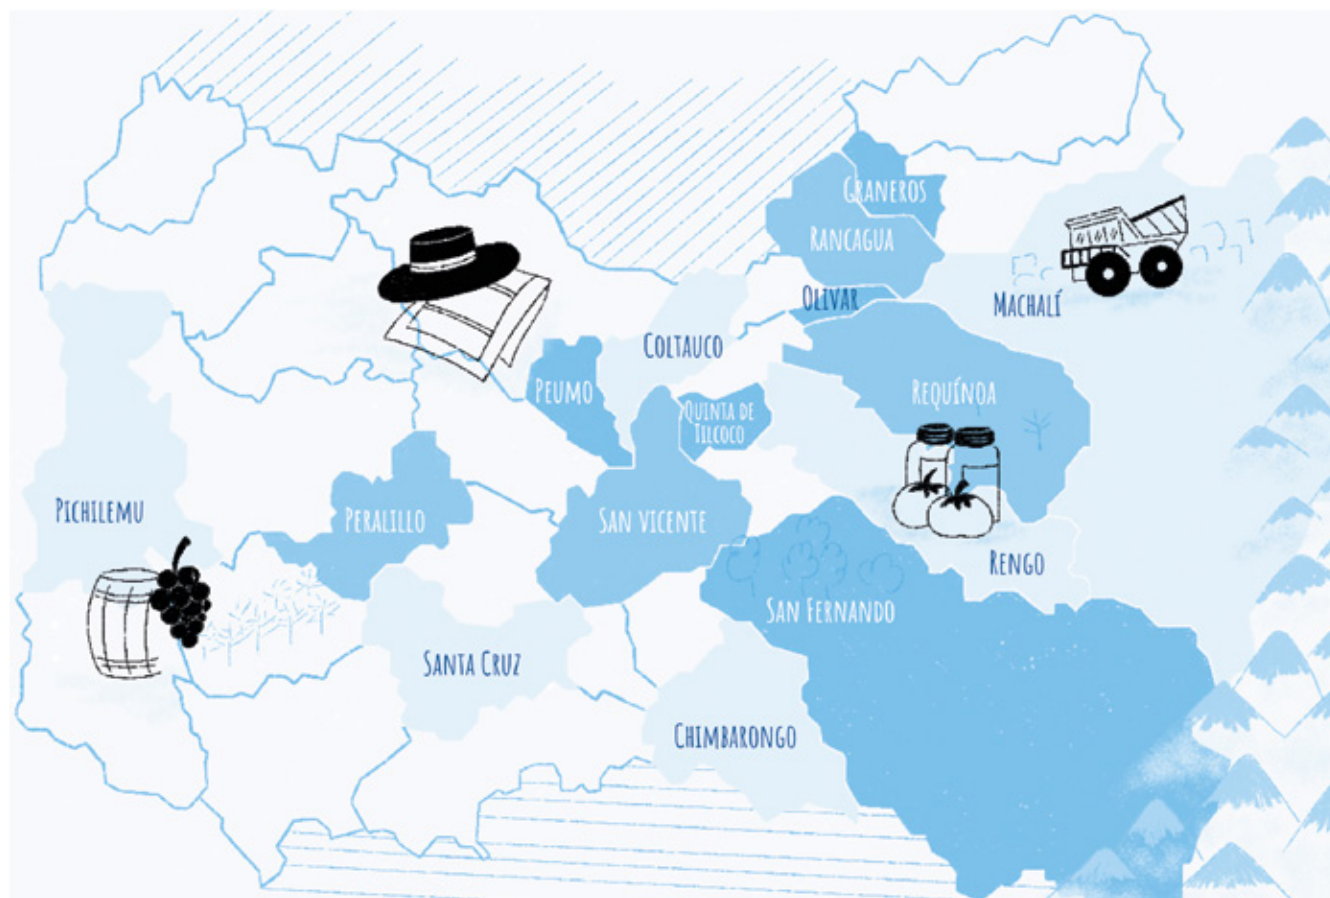 GRANEROS
RANCAGUA
OLIVAR
MACHALÍ
COLTAUCO
PEUMO
REQUÍNOA
QUINTA DE
TILCOCO
PICHILEMU
PERALILLO
SAN VICENTE
RENGO
SAN FERNANDO
SANTA CRUZ
CHIMBARONGO